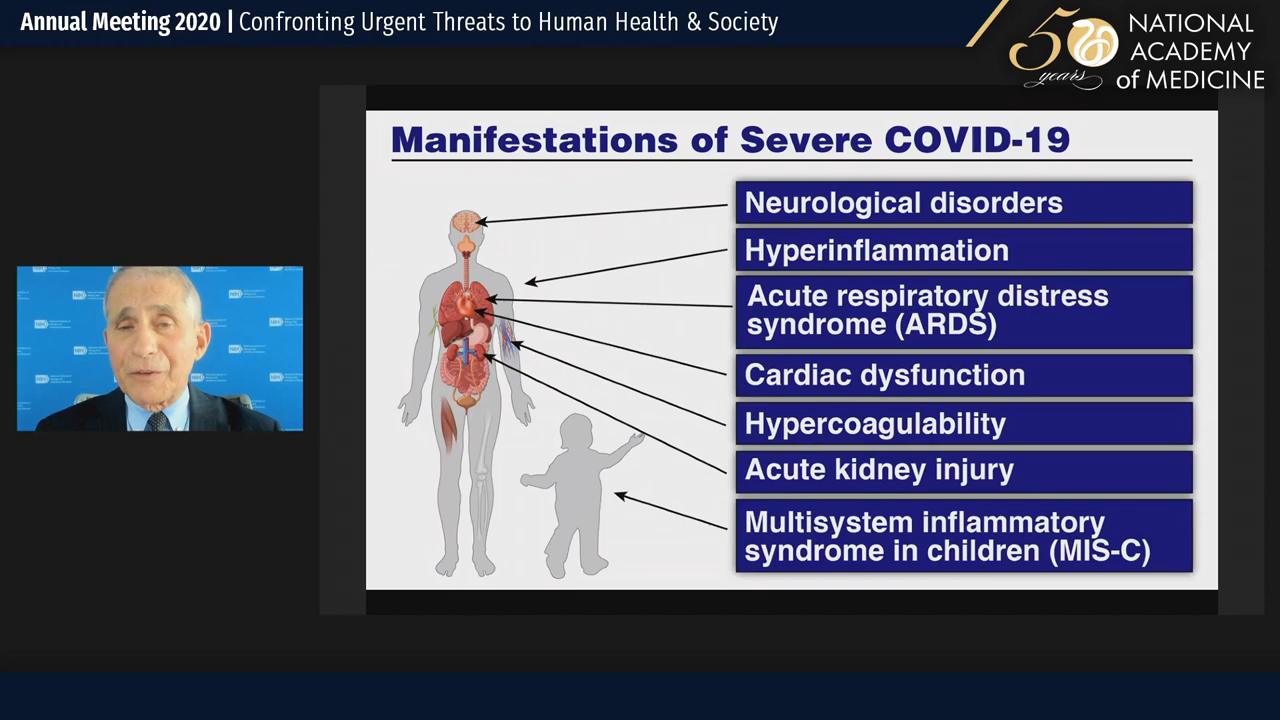 Annual Meeting 2020 | Confronting Urgent Threats to Human Health & Society
50
years
NATIONAL
ACADEMY
of MEDICINE
Manifestations of Severe COVID-19
Neurological disorders
Hyperinflammation
Acute respiratory distress
syndrome (ARDS)
Cardiac dysfunction
Hypercoagulability
Acute kidney injury
Multisystem inflammatory
syndrome in children (MIS-C)
NIH